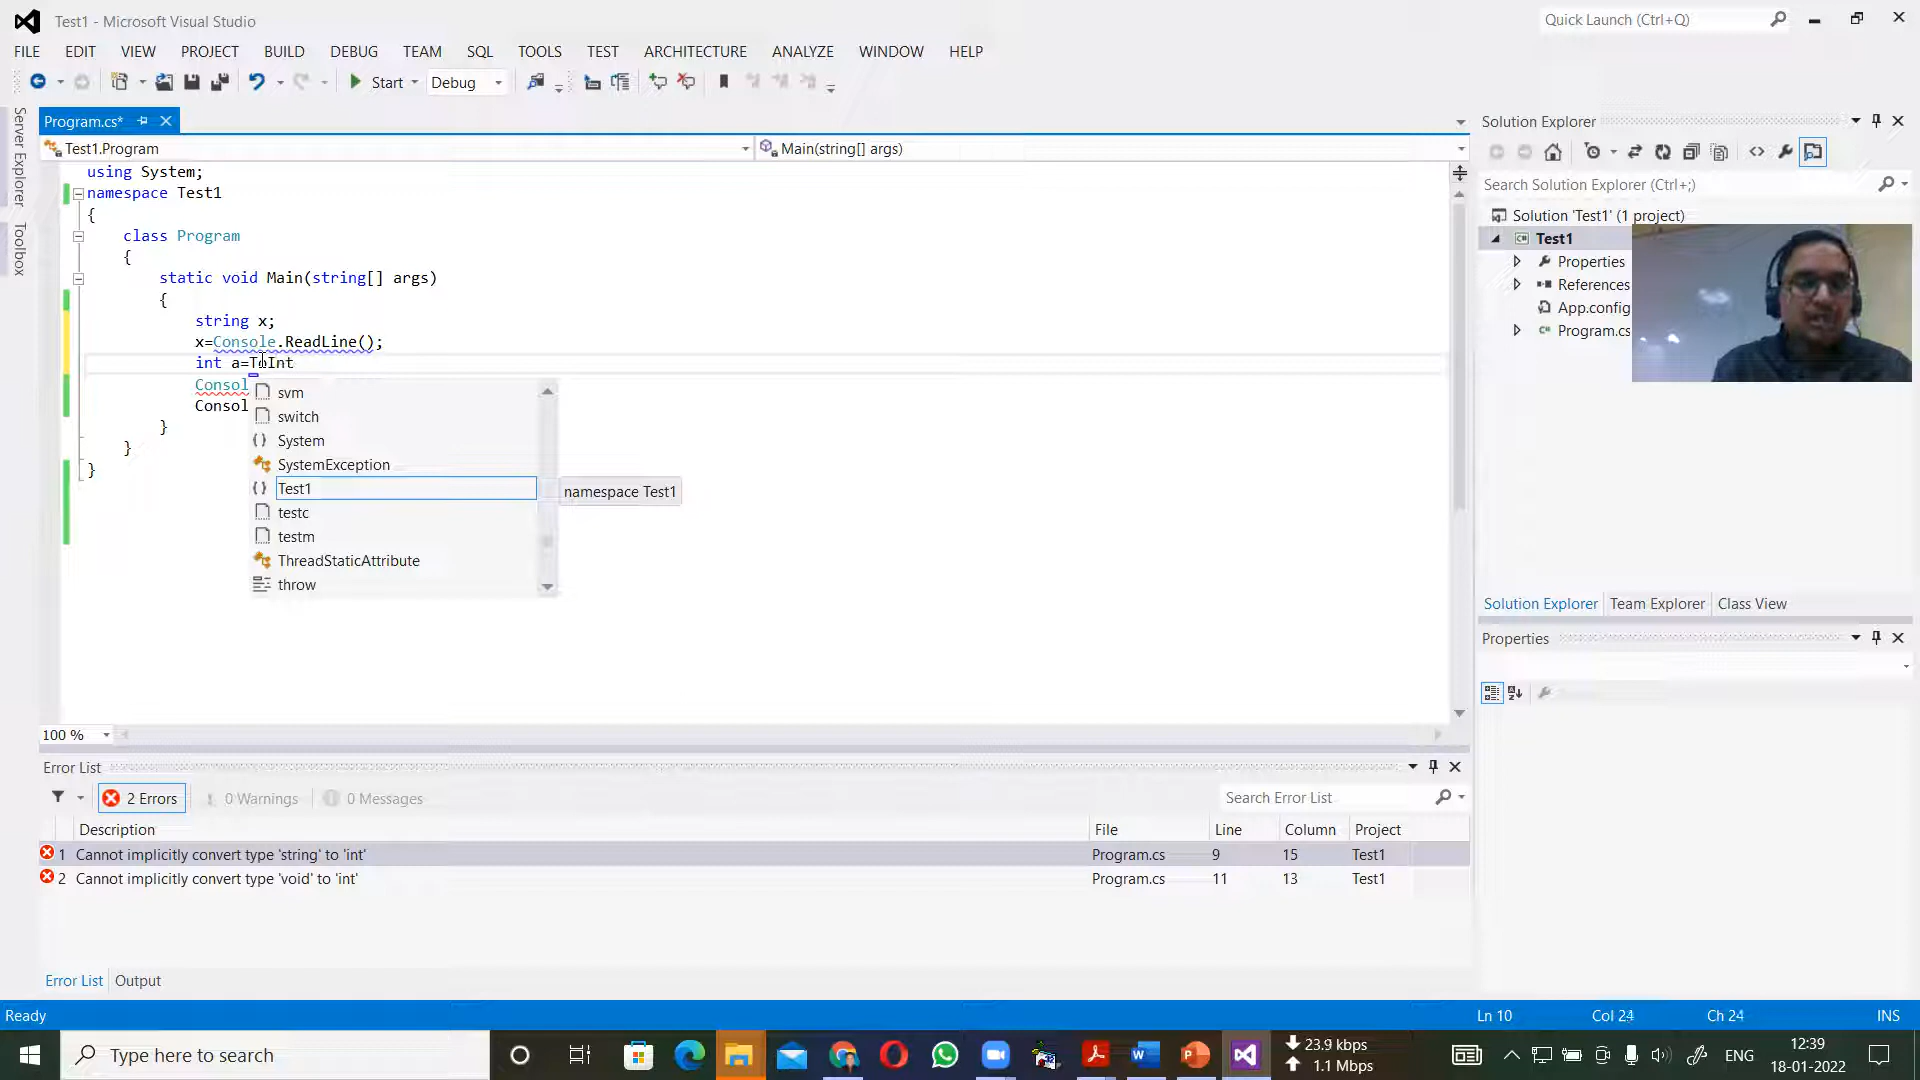 Test1 - Microsoft Visual Studio
Quick Launch (Ctrl+Q)
FILE EDIT VIEW PROJECT BUILD DEBUG TEAM SQL TOOLS TEST ARCHITECTURE ANALYZE WINDOW HELP
Start Debug
Server Explorer
Toolbox
Program.cs*
Test1.Program
Main(string[] args)
using System;
namespace Test1
{
class Program
{
static void Main(string[] args)
{
string x;
x=Console.ReadLine();
int a=ToInt
Consol
Consol
}
}
}
svm
switch
System
SystemException
Test1
testc
testm
ThreadStaticAttribute
throw
namespace Test1
100 %
Solution Explorer
Search Solution Explorer (Ctrl+;)
Solution 'Test1' (1 project)
Test1
Properties
References
App.config
Program.cs
Solution Explorer Team Explorer Class View
Properties
Error List
2 Errors 0 Warnings 0 Messages
Search Error List
Description File Line Column Project
1 Cannot implicitly convert type 'string' to 'int' Program.cs 9 15 Test1
2 Cannot implicitly convert type 'void' to 'int' Program.cs 11 13 Test1
Error List Output
Ready Ln 10 Col 24 Ch 24 INS
Type here to search
23.9 kbps
1.1 Mbps
ENG
12:39
18-01-2022